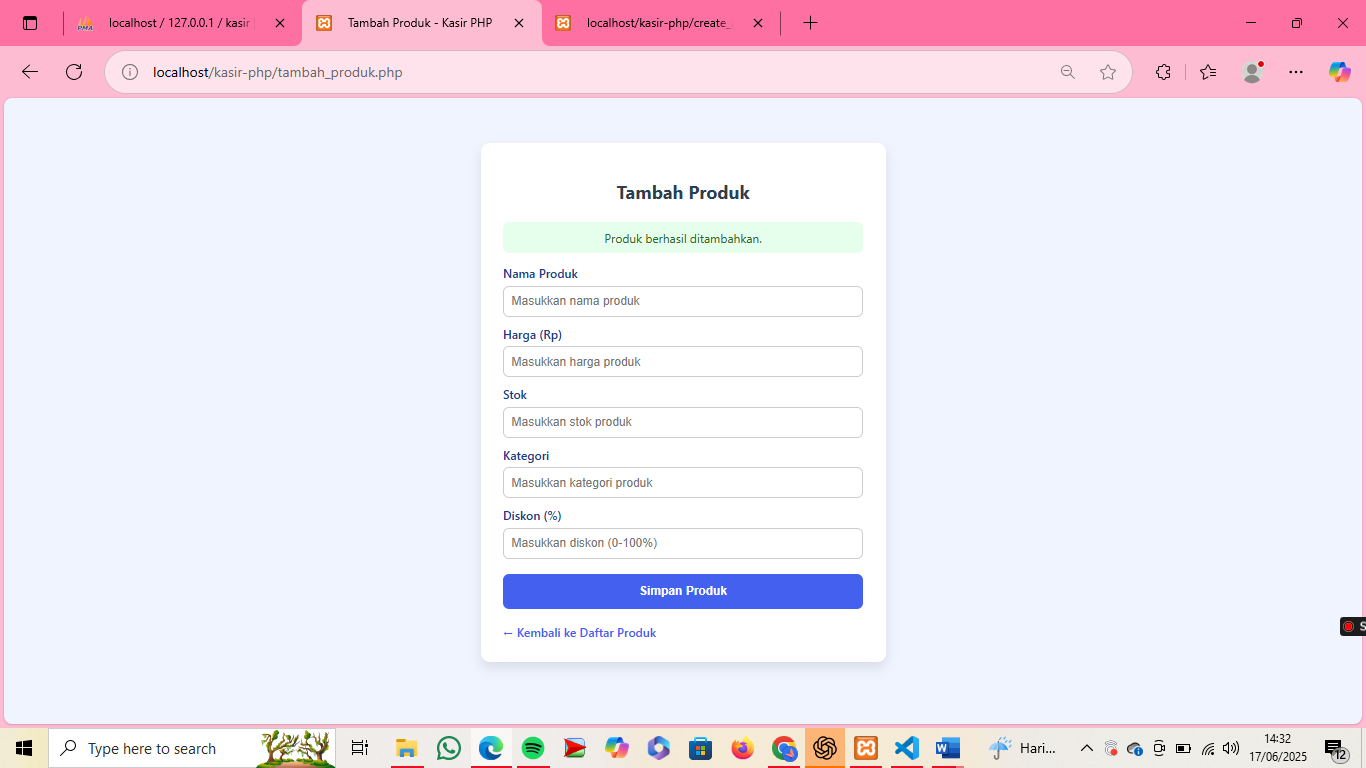 localhost / 127.0.0.1 / kasir
Tambah Produk - Kasir PHP
localhost/kasir-php/create_
localhost/kasir-php/tambah_produk.php
Tambah Produk
Produk berhasil ditambahkan.
Nama Produk
Masukkan nama produk
Harga (Rp)
Masukkan harga produk
Stok
Masukkan stok produk
Kategori
Masukkan kategori produk
Diskon (%)
Masukkan diskon (0-100%)
Simpan Produk
← Kembali ke Daftar Produk
S
Type here to search
Hari...
14:32
17/06/2025
12